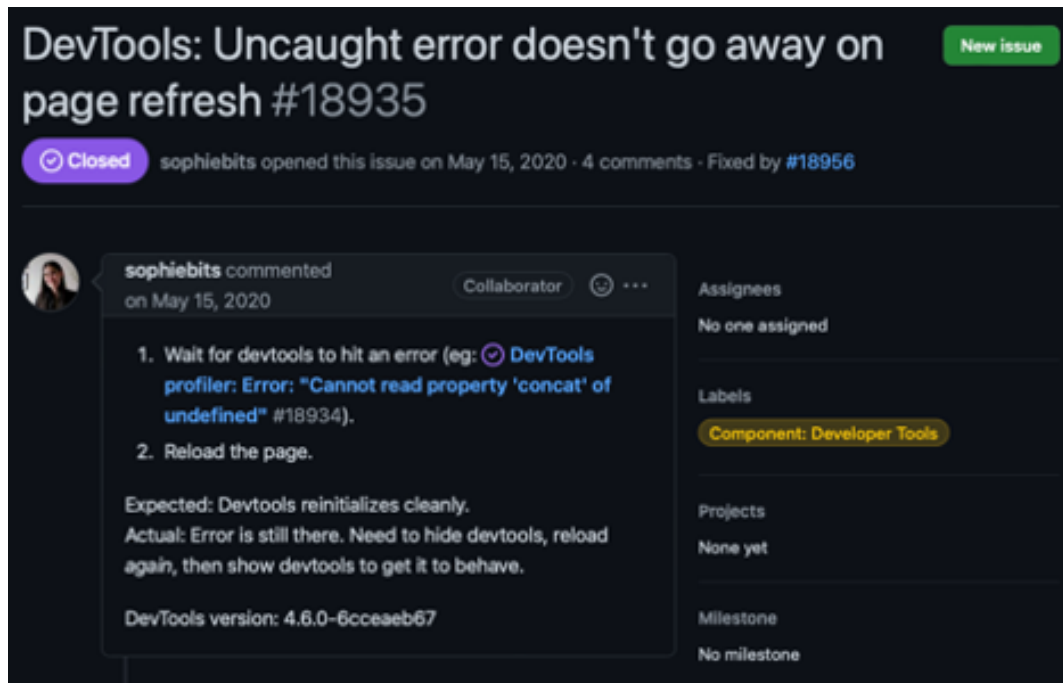 DevTools: Uncaught error doesn't go away on
page refresh #18935
New issue
Closed
sophiebits opened this issue on May 15, 2020 · 4 comments · Fixed by #18956
sophiebits commented
on May 15, 2020
Collaborator
1. Wait for devtools to hit an error (eg: DevTools
profiler: Error: "Cannot read property 'concat' of
undefined" #18934).
2. Reload the page.
Expected: Devtools reinitializes cleanly.
Actual: Error is still there. Need to hide devtools, reload
again, then show devtools to get it to behave.
DevTools version: 4.6.0-6cceaeb67
Assignees
No one assigned
Labels
Component: Developer Tools
Projects
None yet
Milestone
No milestone